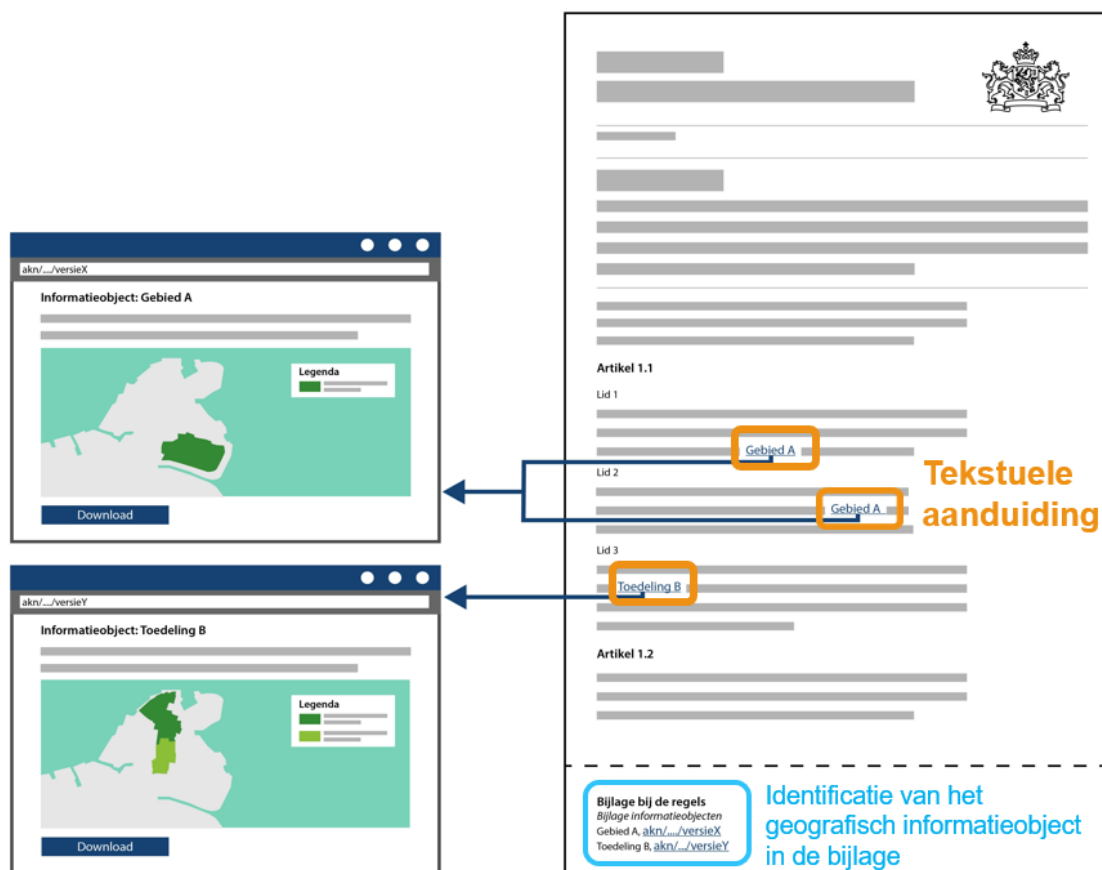 akn/..../versieX
Informatieobject: Gebied A
Legenda
Download
akn/..../versieY
Informatieobject: Toedeling B
Legenda
Download
Artikel 1.1
Lid 1
Gebied A
Lid 2
Gebied A
Lid 3
Toedeling B
Artikel 1.2
Tekstuele
aanduiding
Bijlage bij de regels
Bijlage informatieobjecten
Gebied A, akn/..../versieX
Toedeling B, akn/.../versieY
Identificatie van het
geografisch informatieobject
in de bijlage